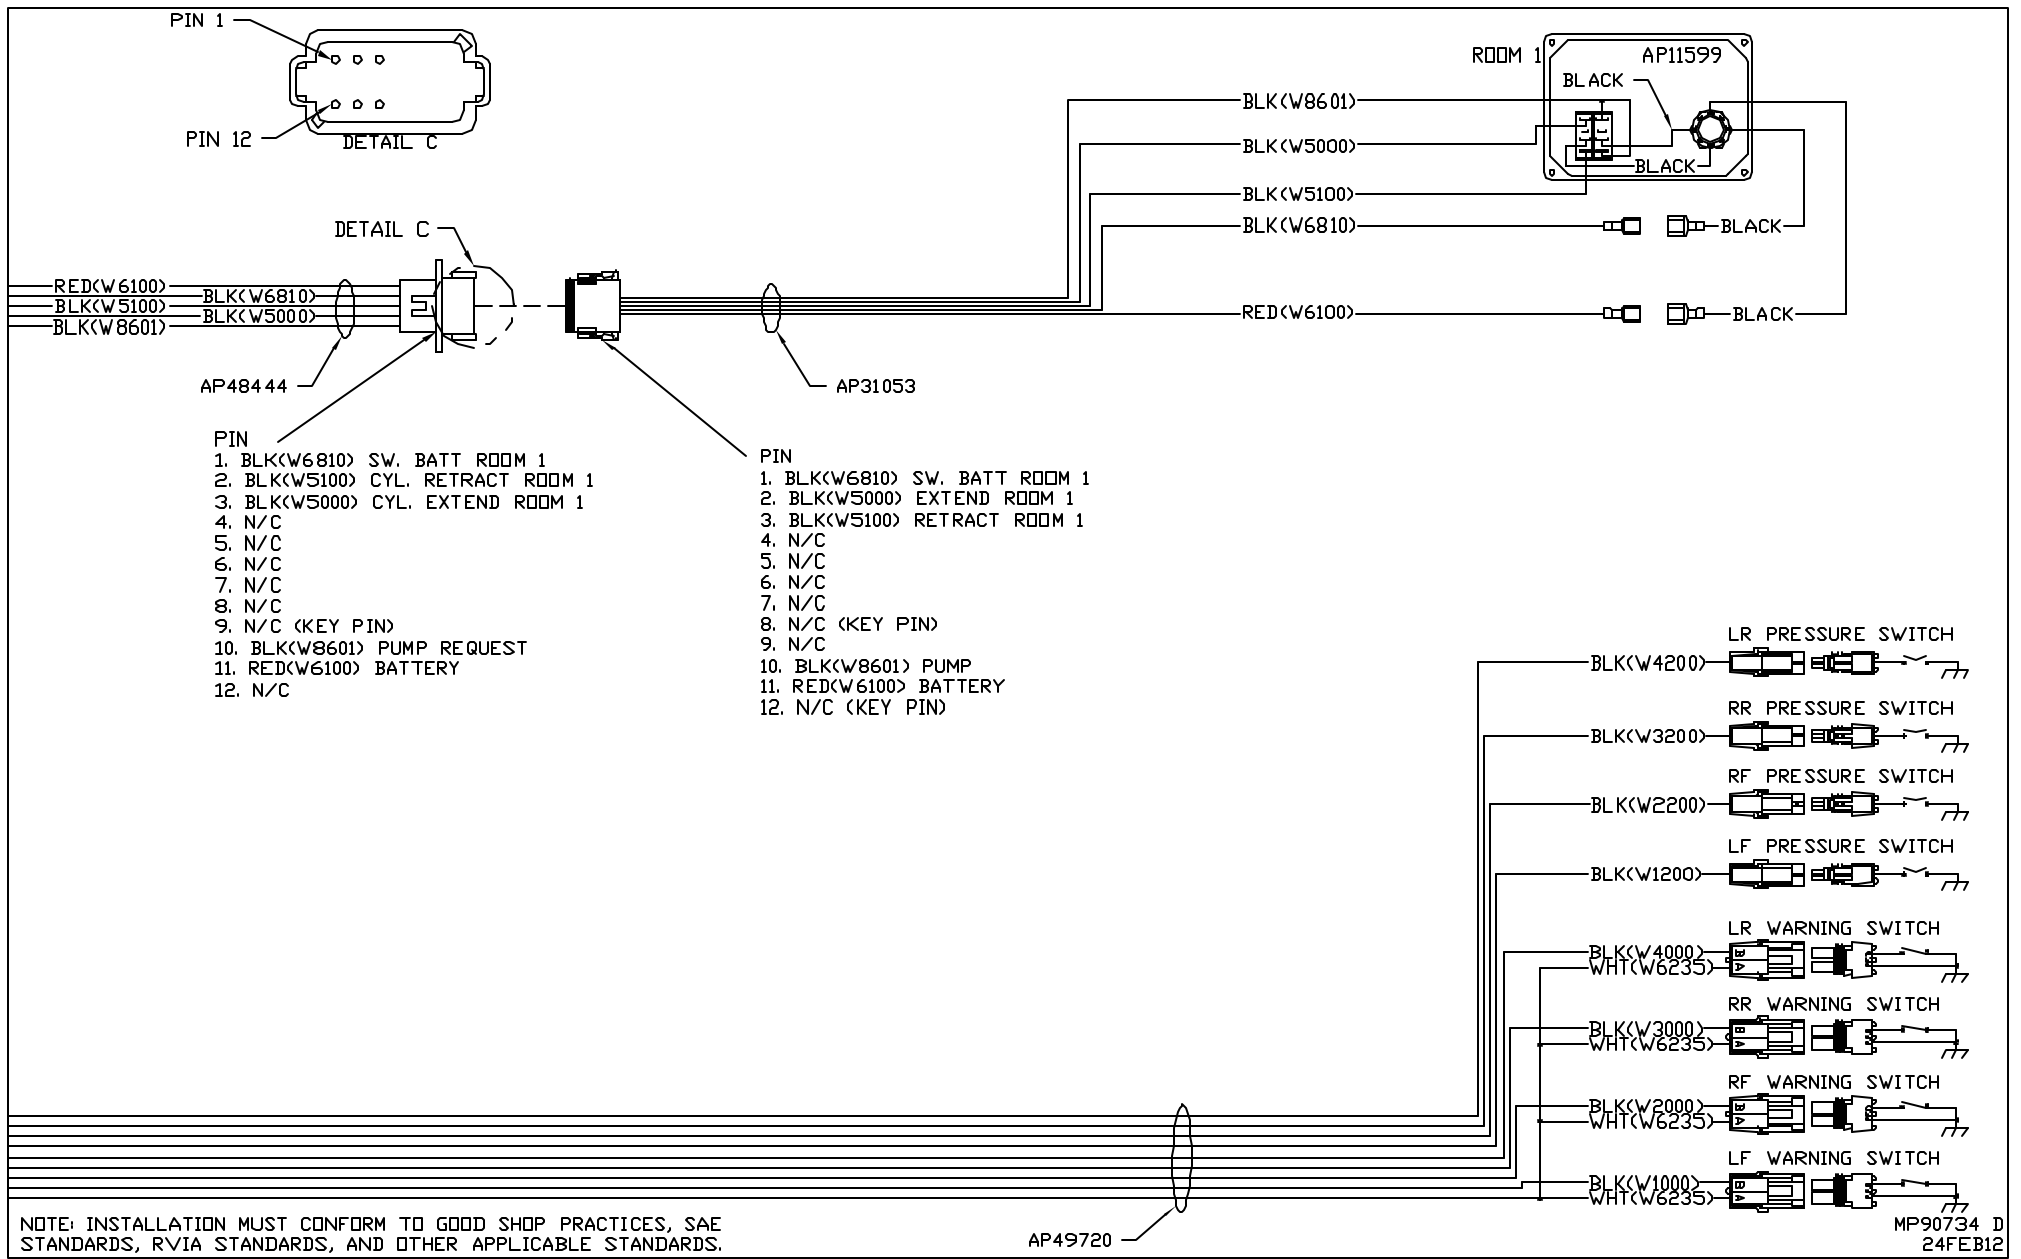 PIN 1
PIN 12
DETAIL C
ROOM 1
AP11599
BLACK
BLACK
BLK(W8601)
BLK(W5000)
BLK(W5100)
BLK(W6810)
BLACK
RED(W6100)
BLACK
DETAIL C
RED(W6100)
BLK(W6810)
BLK(W5100)
BLK(W5000)
BLK(W8601)
AP48444
AP31053
PIN
1. BLK(W6810) SW. BATT ROOM 1
2. BLK(W5100) CYL. RETRACT ROOM 1
3. BLK(W5000) CYL. EXTEND ROOM 1
4. N/C
5. N/C
6. N/C
7. N/C
8. N/C
9. N/C (KEY PIN)
10. BLK(W8601) PUMP REQUEST
11. RED(W6100) BATTERY
12. N/C
PIN
1. BLK(W6810) SW. BATT ROOM 1
2. BLK(W5000) EXTEND ROOM 1
3. BLK(W5100) RETRACT ROOM 1
4. N/C
5. N/C
6. N/C
7. N/C
8. N/C (KEY PIN)
9. N/C
10. BLK(W8601) PUMP
11. RED(W6100) BATTERY
12. N/C (KEY PIN)
LR PRESSURE SWITCH
BLK(W4200)
RR PRESSURE SWITCH
BLK(W3200)
RF PRESSURE SWITCH
BLK(W2200)
LF PRESSURE SWITCH
BLK(W1200)
LR WARNING SWITCH
BLK(W4000)
B
WHT(W6235)
A
RR WARNING SWITCH
BLK(W3000)
B
WHT(W6235)
A
RF WARNING SWITCH
BLK(W2000)
B
WHT(W6235)
A
LF WARNING SWITCH
BLK(W1000)
B
WHT(W6235)
A
AP49720
NOTE: INSTALLATION MUST CONFORM TO GOOD SHOP PRACTICES, SAE
STANDARDS, RVIA STANDARDS, AND OTHER APPLICABLE STANDARDS.
MP90734 D
24FEB12